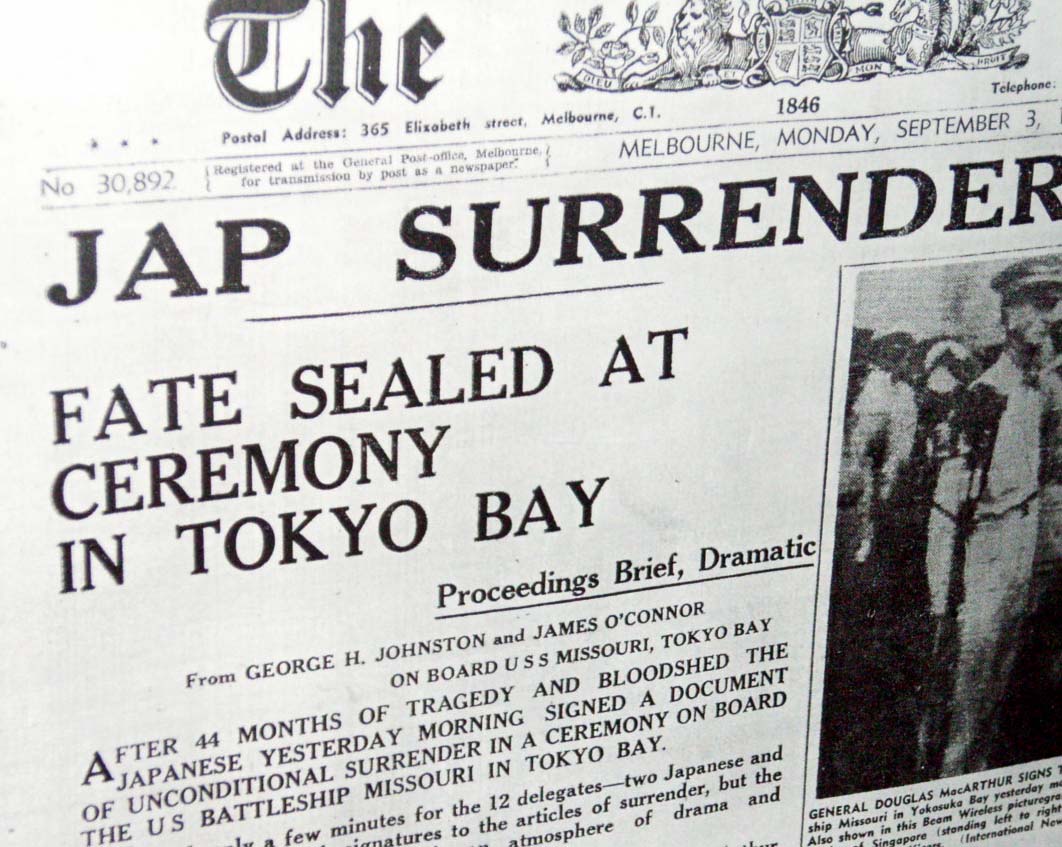 The
DIEU ET MON DROIT
1846
Telephone:
Postal Address: 365 Elizabeth street, Melbourne, C.1.
* * *
No 30,892
{Registered at the General Post-office, Melbourne,}
{for transmission by post as a newspaper.}
MELBOURNE, MONDAY, SEPTEMBER 3,
JAP SURRENDER
FATE SEALED AT
CEREMONY
IN TOKYO BAY
Proceedings Brief, Dramatic
From GEORGE H. JOHNSTON and JAMES O'CONNOR
ON BOARD U S S MISSOURI, TOKYO BAY
AFTER 44 MONTHS OF TRAGEDY AND BLOODSHED THE
JAPANESE YESTERDAY MORNING SIGNED A DOCUMENT
OF UNCONDITIONAL SURRENDER IN A CEREMONY ON BOARD
THE U S BATTLESHIP MISSOURI IN TOKYO BAY.
a few minutes for the 12 delegates—two Japanese and
signatures to the articles of surrender, but the
atmosphere of drama and
GENERAL DOUGLAS MacARTHUR SIGNS
ship Missouri in Yokosuka Bay yesterday
Also shown in this Beam Wireless
of Singapore (standing left to right
(International